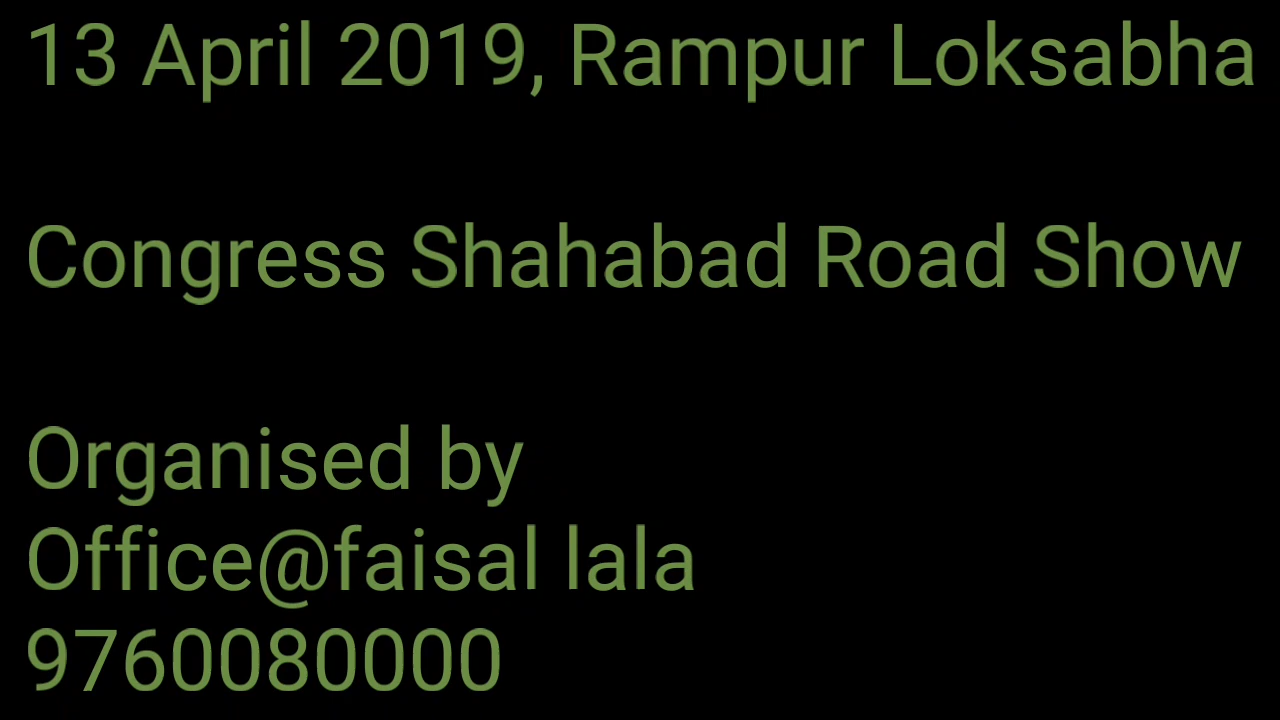 13 April 2019, Rampur Loksabha
Congress Shahabad Road Show
Organised by
Office@faisal lala
9760080000